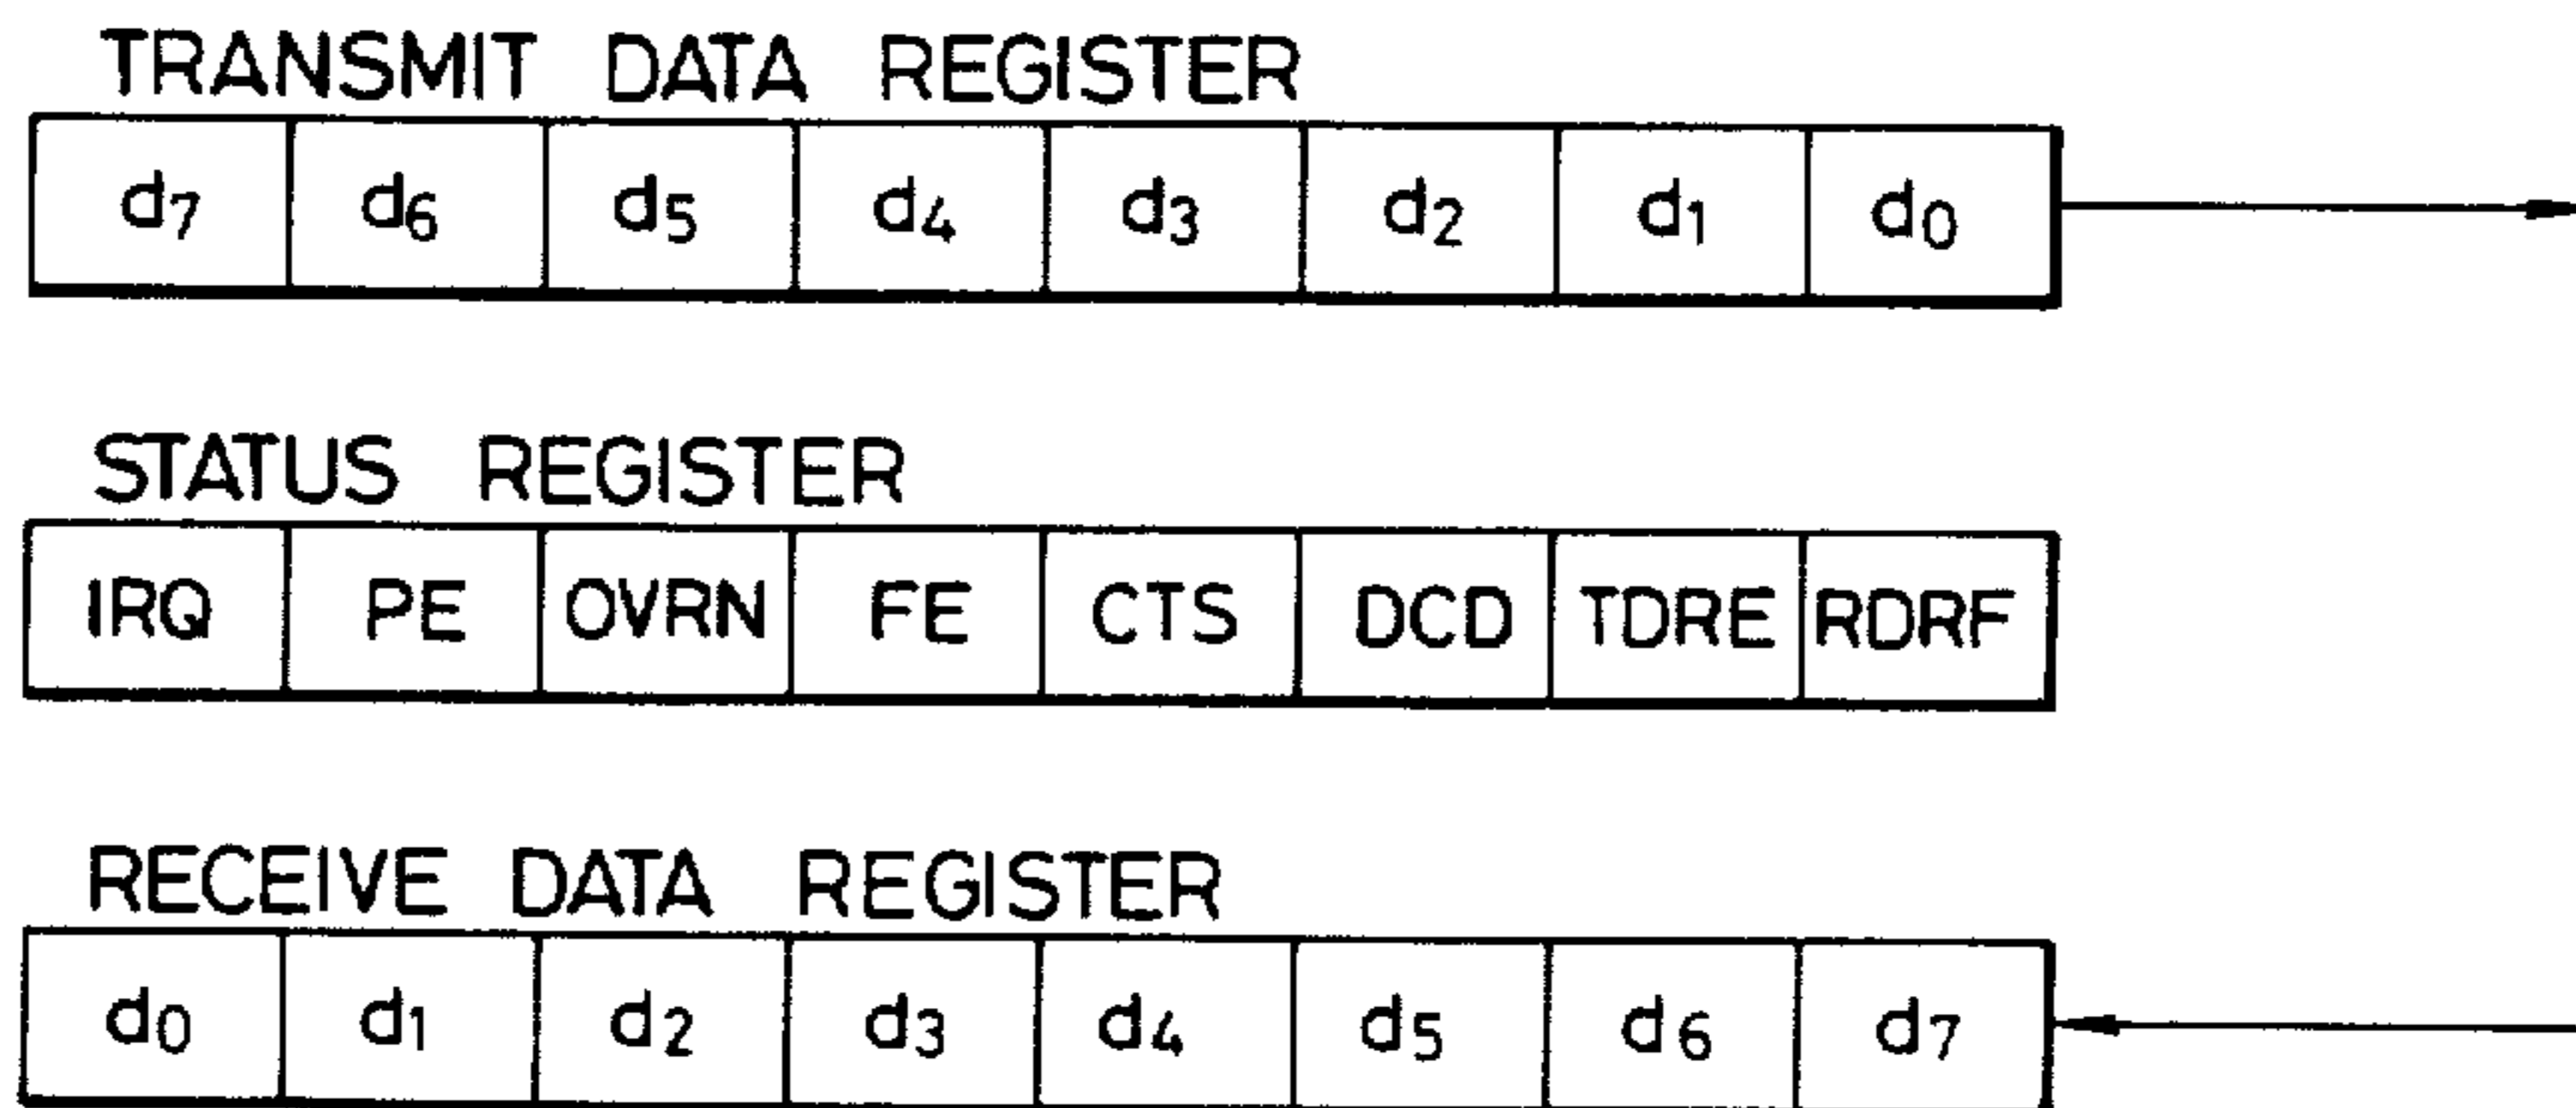 TRANSMIT DATA REGISTER
d7 d6 d5 d4 d3 d2 d1 d0
STATUS REGISTER
IRQ PE OVRN FE CTS DCD TDRE RDRF
RECEIVE DATA REGISTER
d0 d1 d2 d3 d4 d5 d6 d7